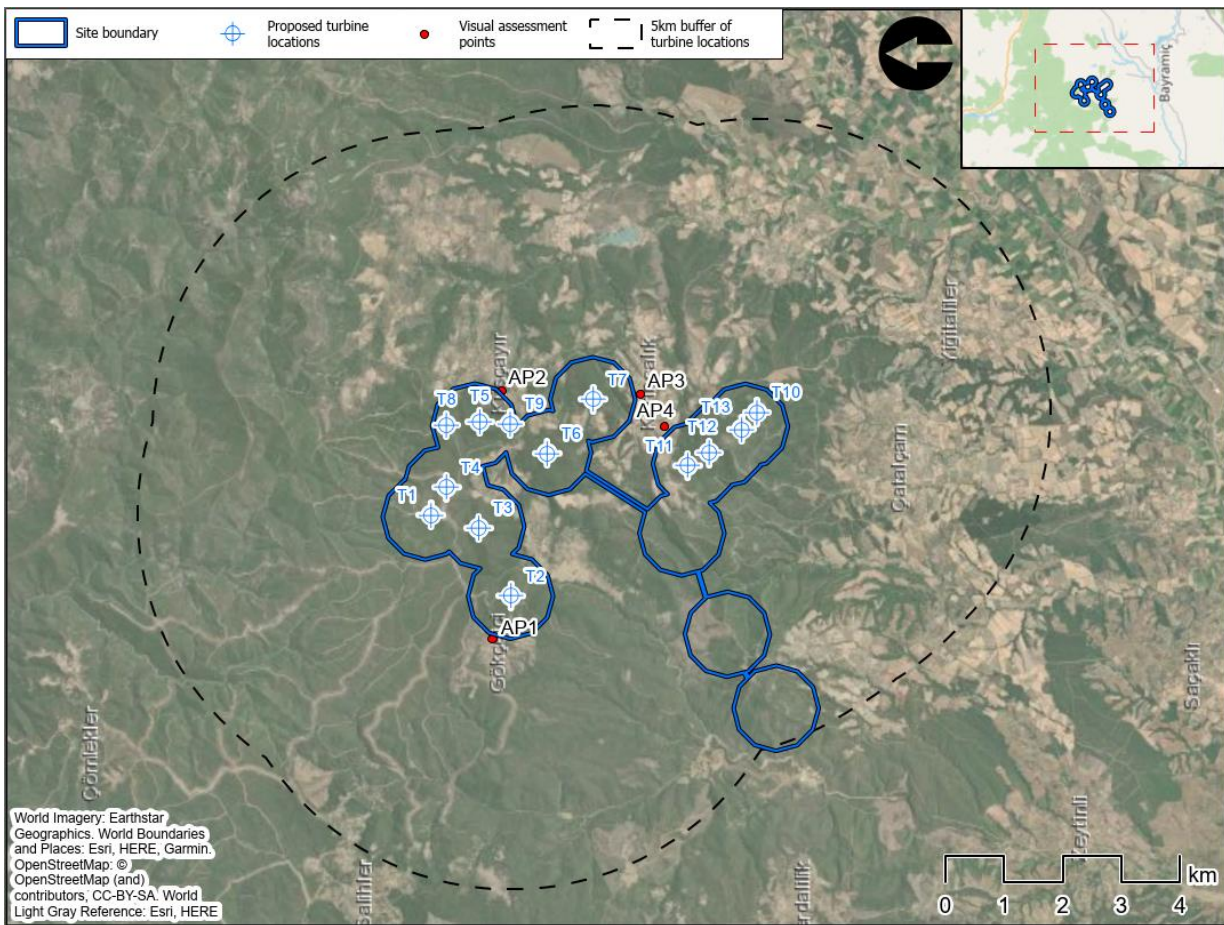 Site boundary
Proposed turbine
locations
Visual assessment
points
5km buffer of
turbine locations
Bayramiç
Yiğitaliler
AP2
T7
AP3
T8
T5
T9
T10
AP4
T13
T12
T6
T11
T4
T1
T3
Çatalçam
T2
AP1
Saçaklı
Çömlekler
Zeytinli
Salihler
World Imagery: Earthstar
Geographics. World Boundaries
and Places: Esri, HERE, Garmin.
OpenStreetMap: ©
OpenStreetMap (and)
contributors, CC-BY-SA. World
Light Gray Reference: Esri, HERE
km
0 1 2 3 4